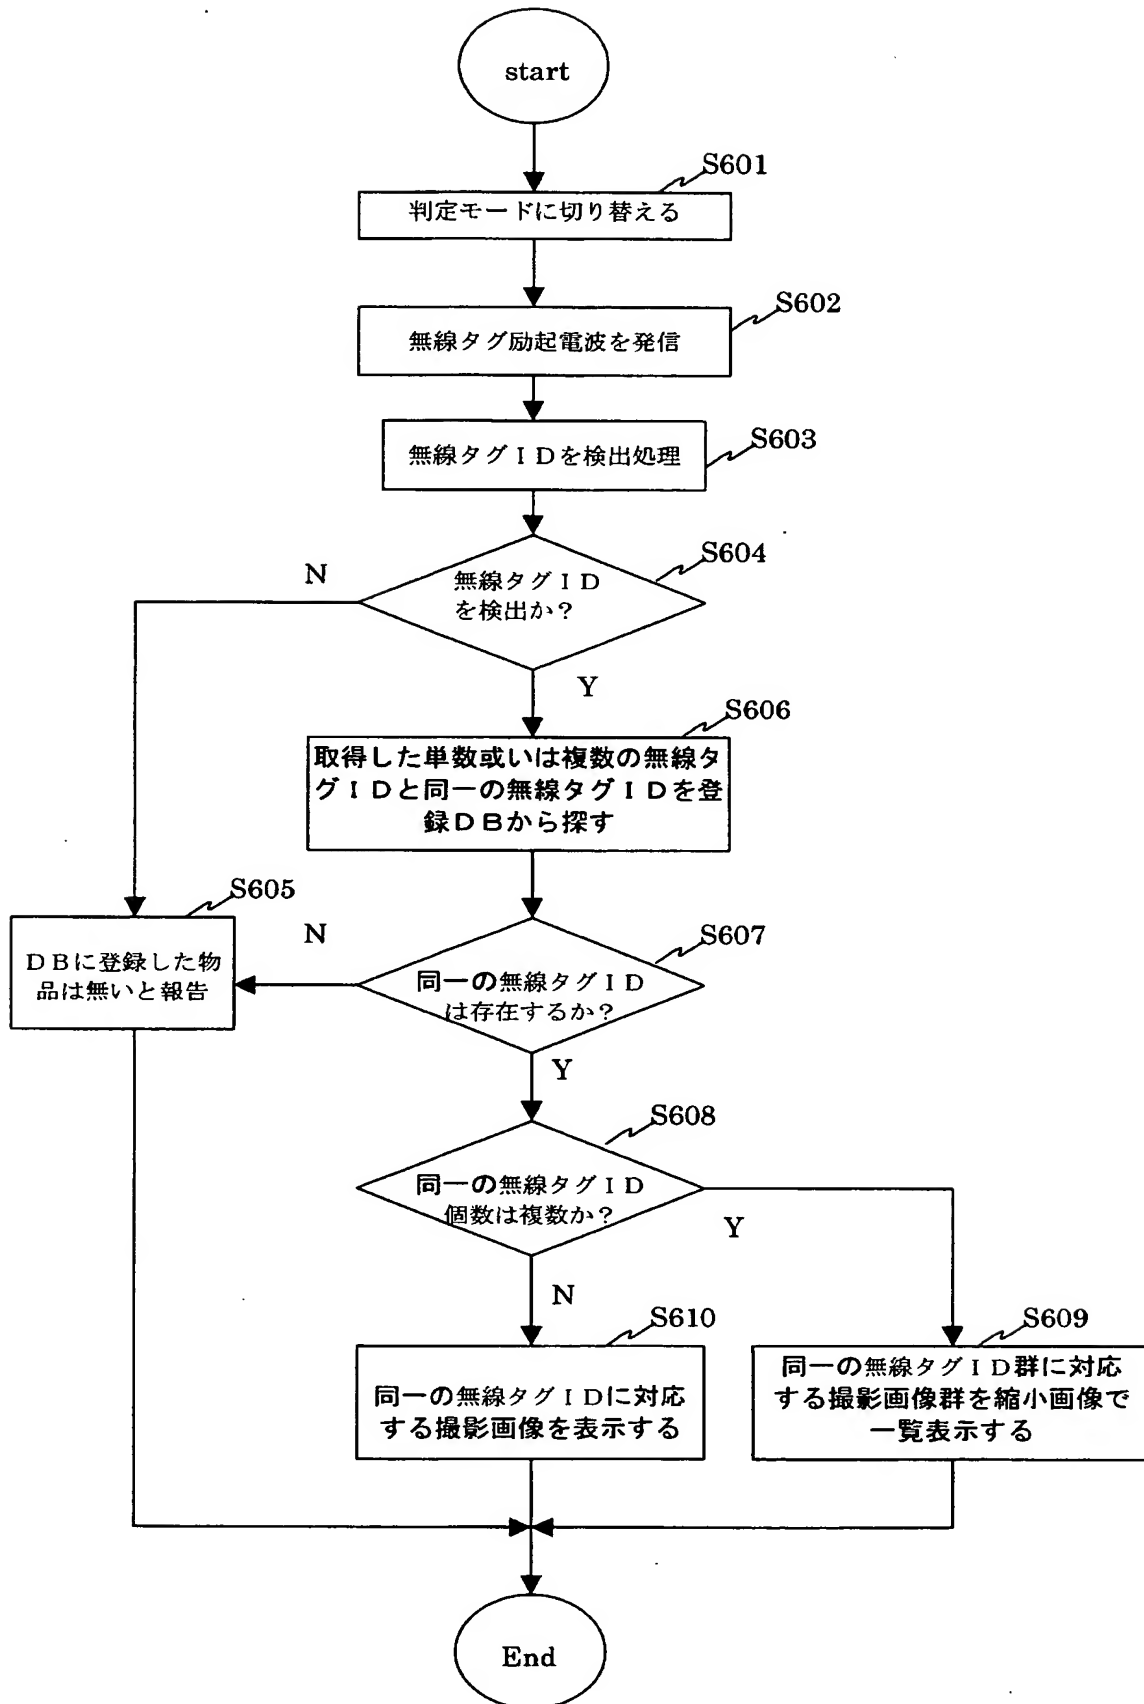 start
S601
判定モードに切り替える
S602
無線タグ励起電波を発信
S603
無線タグＩＤを検出処理
S604
N
無線タグＩＤ
を検出か？
Y
S606
取得した単数或いは複数の無線タ
グＩＤと同一の無線タグＩＤを登
録ＤＢから探す
S605
ＤＢに登録した物
品は無いと報告
N
S607
同一の無線タグＩＤ
は存在するか？
Y
S608
同一の無線タグＩＤ
個数は複数か？
Y
N
S610
同一の無線タグＩＤに対応
する撮影画像を表示する
S609
同一の無線タグＩＤ群に対応
する撮影画像群を縮小画像で
一覧表示する
End